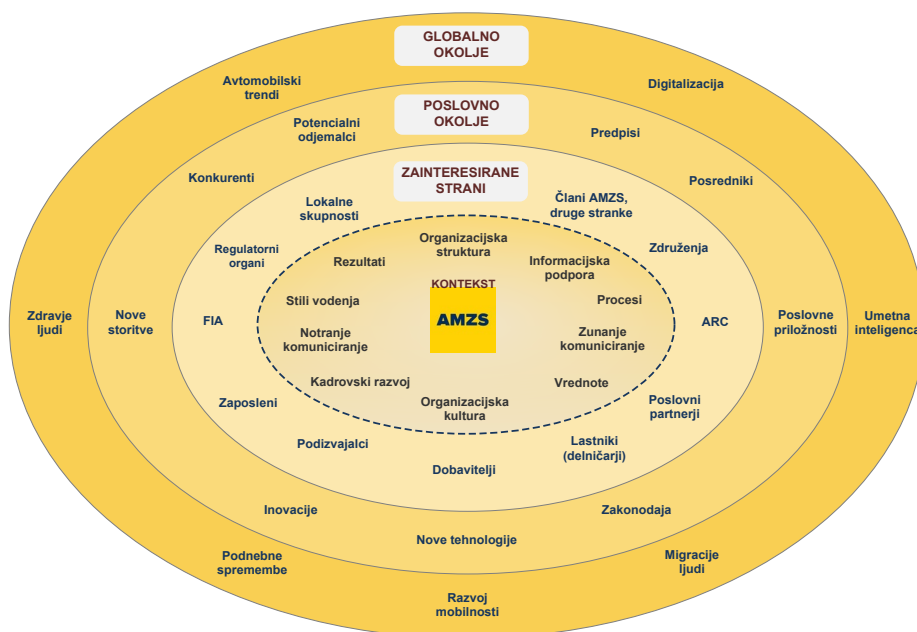 GLOBALNO
OKOLJE
Avtomobilski
trendi
Digitalizacija
POSLOVNO
OKOLJE
Potencialni
odjemalci
Predpisi
Konkurenti
Posredniki
ZAINTERESIRANE
STRANI
Lokalne
skupnosti
Člani AMZS,
druge stranke
Regulatorni
organi
Združenja
Organizacijska
struktura
Rezultati
Informacijska
podpora
KONTEKST
AMZS
Stili vodenja
Procesi
Zdravje
ljudi
Nove
storitve
FIA
Notranje
komuniciranje
Zunanje
komuniciranje
ARC
Poslovne
priložnosti
Umetna
inteligenca
Kadrovski razvoj
Vrednote
Organizacijska
kultura
Zaposleni
Poslovni
partnerji
Podizvajalci
Lastniki
(delničarji)
Dobavitelji
Inovacije
Zakonodaja
Nove tehnologije
Podnebne
spremembe
Migracije
ljudi
Razvoj
mobilnosti